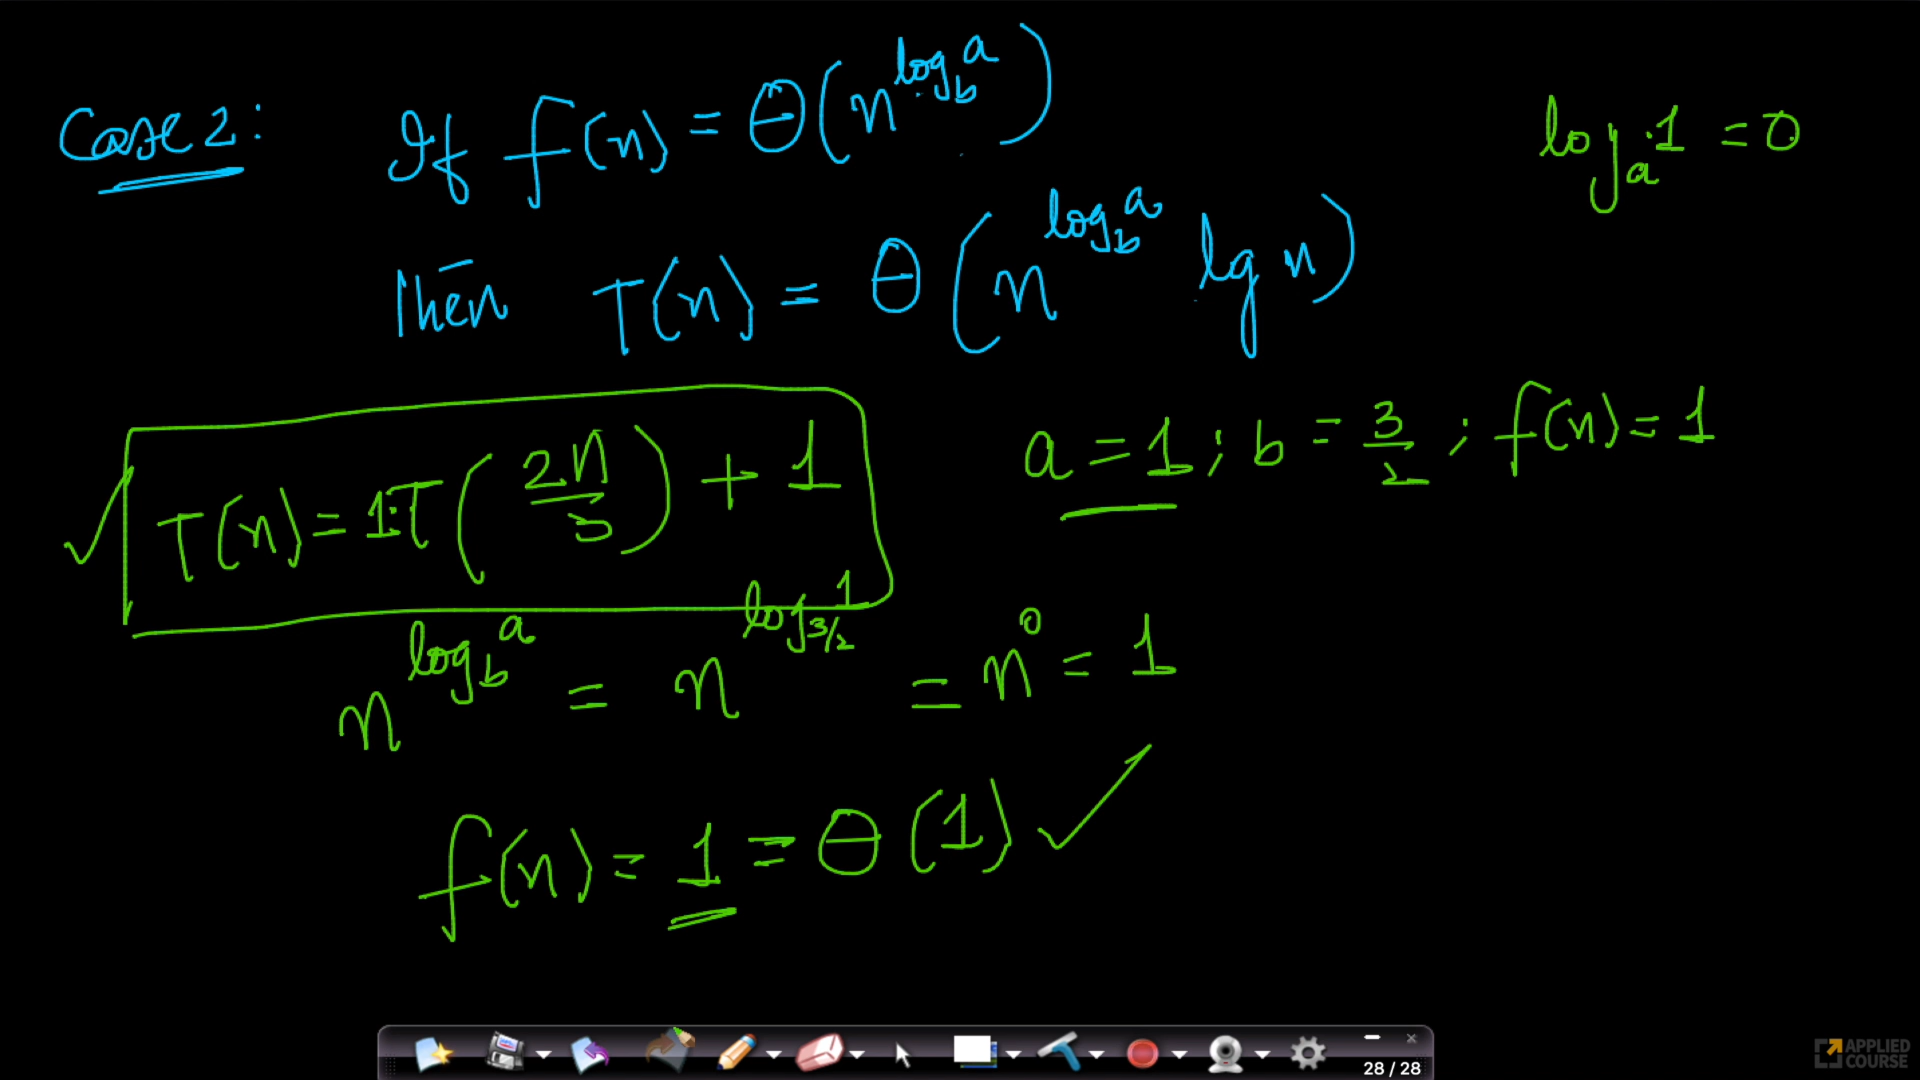 Case 2: If f(n) = Θ(n^(log_b a))
log_a 1 = 0
Then T(n) = Θ(n^(log_b a) lg n)
T(n) = 1·T(2n/3) + 1
a = 1 ; b = 3/2 ; f(n) = 1
n^(log_b a) = n^(log_3/2 1) = n^0 = 1
f(n) = 1 = Θ(1) ✓
28 / 28
APPLIED
COURSE